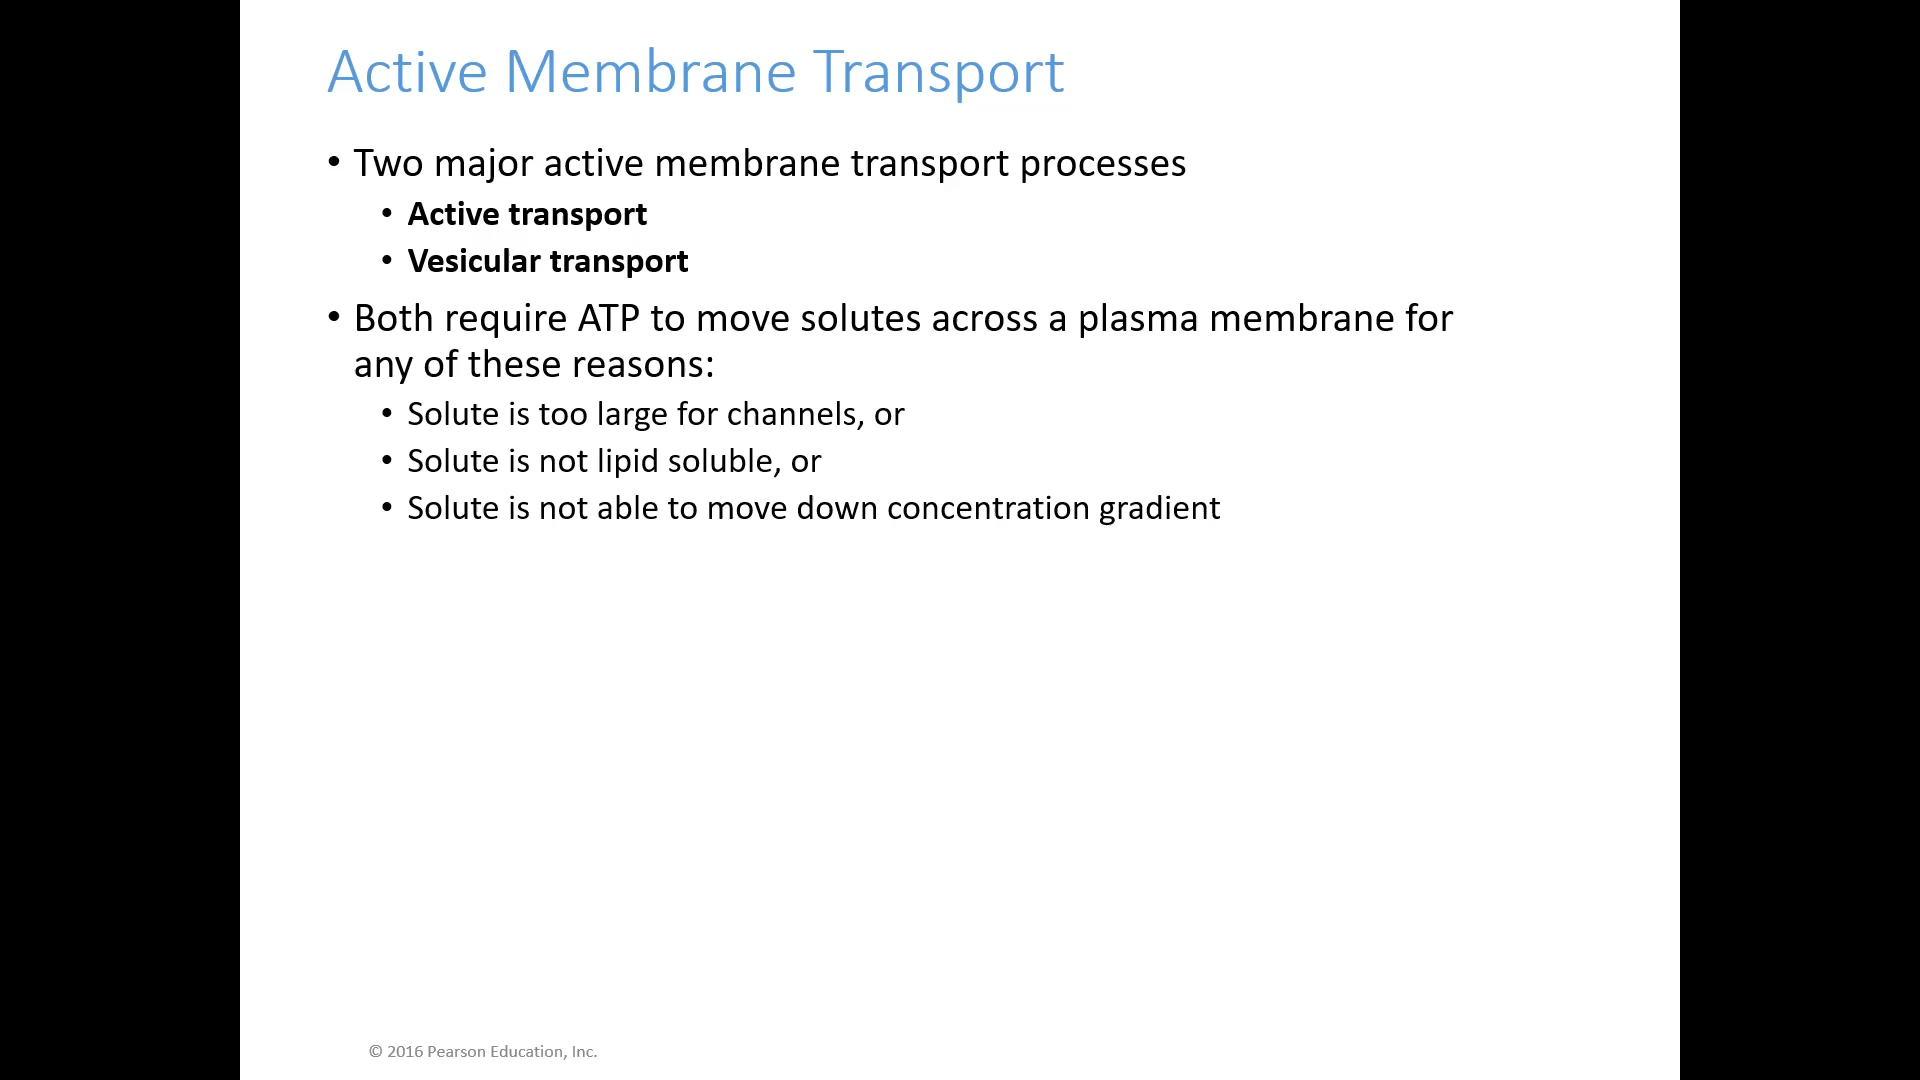 Active Membrane Transport
• Two major active membrane transport processes
• Active transport
• Vesicular transport
• Both require ATP to move solutes across a plasma membrane for
any of these reasons:
• Solute is too large for channels, or
• Solute is not lipid soluble, or
• Solute is not able to move down concentration gradient
© 2016 Pearson Education, Inc.